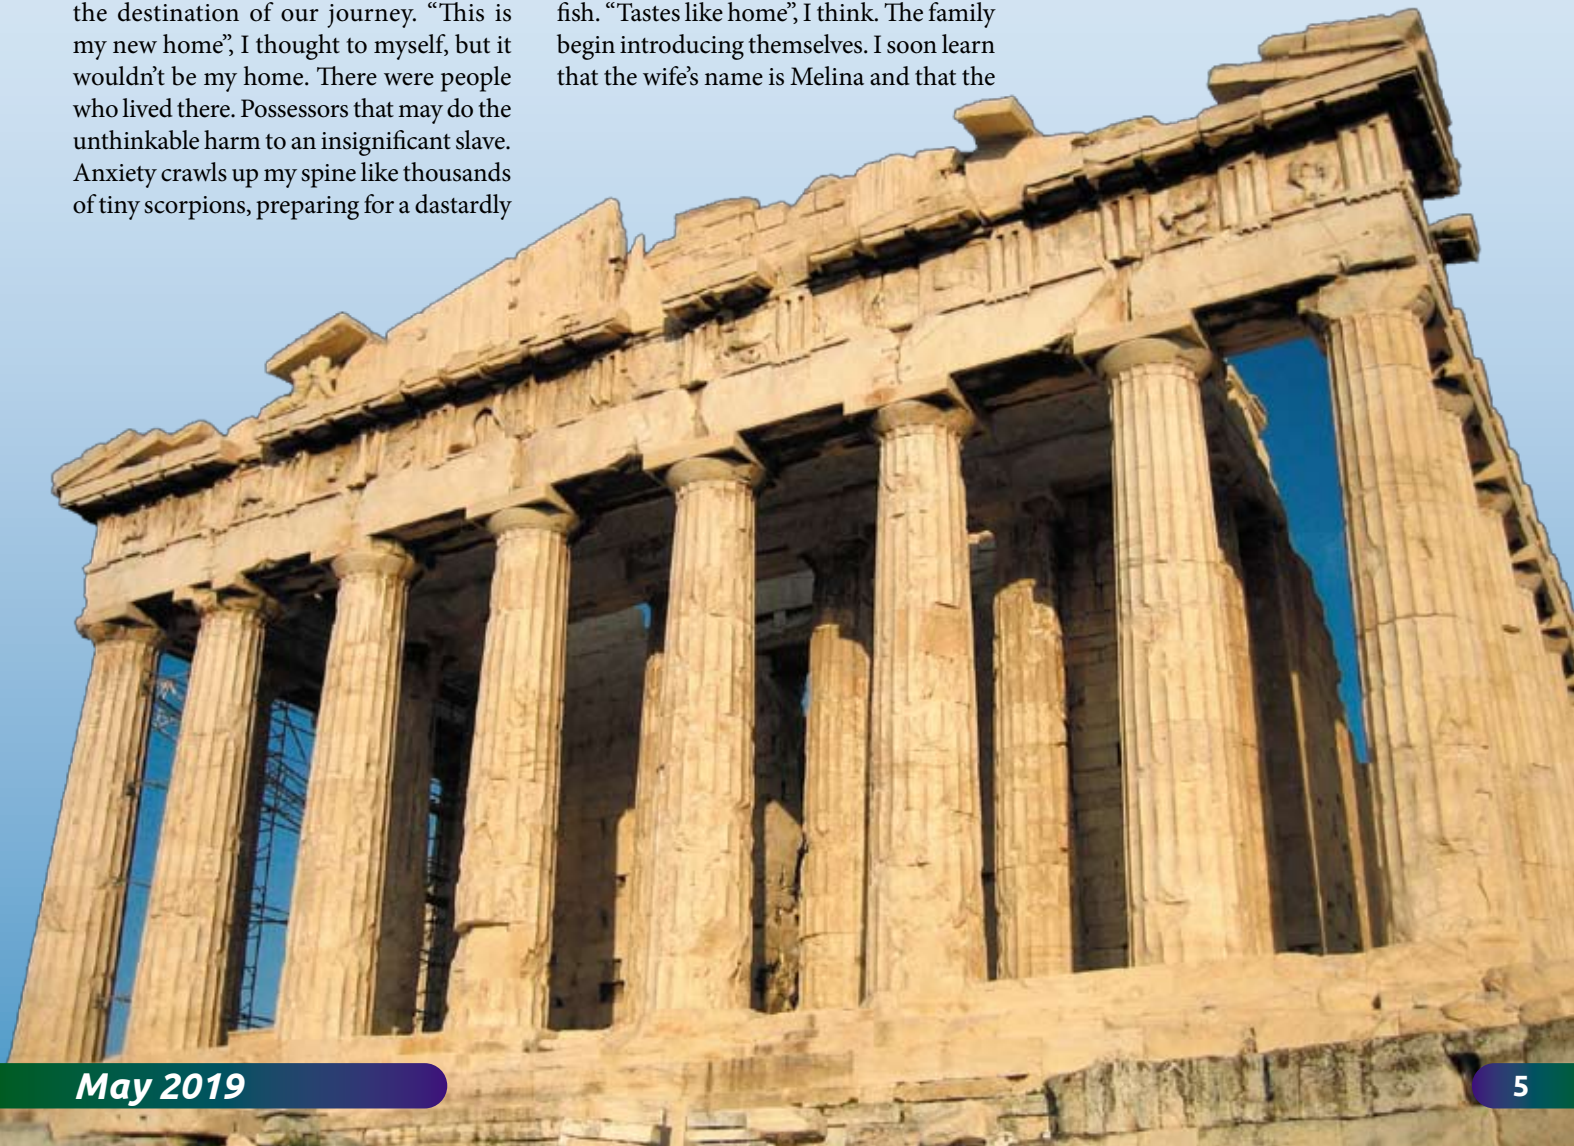 the destination of our journey. “This is
my new home”, I thought to myself, but it
wouldn’t be my home. There were people
who lived there. Possessors that may do the
unthinkable harm to an insignificant slave.
Anxiety crawls up my spine like thousands
of tiny scorpions, preparing for a dastardly
fish. “Tastes like home”, I think. The family
begin introducing themselves. I soon learn
that the wife’s name is Melina and that the
May 2019
5